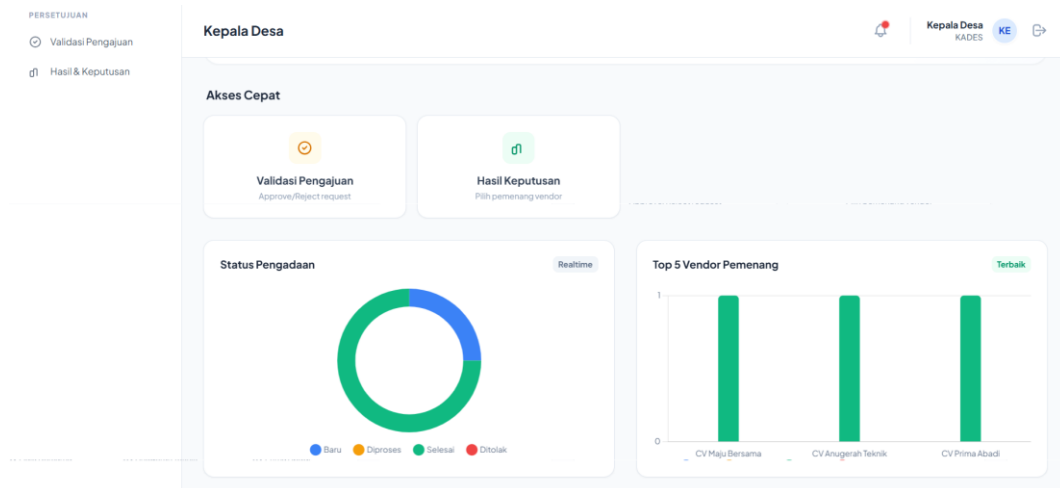 PERSETUJUAN
Validasi Pengajuan
Hasil & Keputusan
Kepala Desa
Kepala Desa
KADES
KE
Akses Cepat
Validasi Pengajuan
Approve/Reject request
Hasil Keputusan
Pilih pemenang vendor
Status Pengadaan
Realtime
Baru
Diproses
Selesai
Ditolak
Top 5 Vendor Pemenang
Terbaik
1
0
CV Maju Bersama
CV Anugerah Teknik
CV Prima Abadi